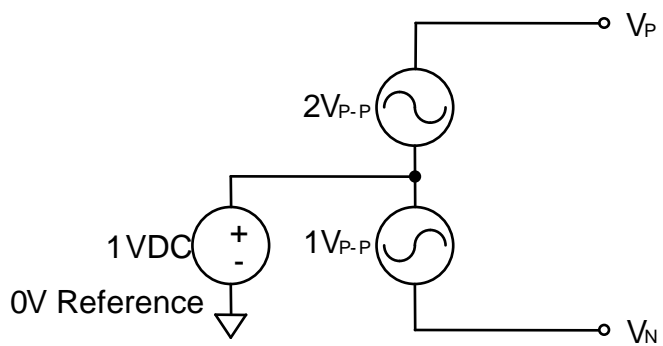 VP
2VP-P
1VDC
+
-
1VP-P
0V Reference
VN